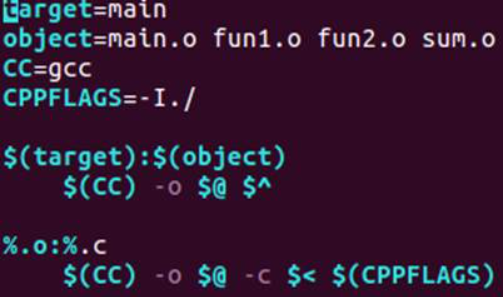 target=main
object=main.o fun1.o fun2.o sum.o
CC=gcc
CPPFLAGS=-I./
$(target):$(object)
$(CC) -o $@ $^
%.o:%.c
$(CC) -o $@ -c $< $(CPPFLAGS)